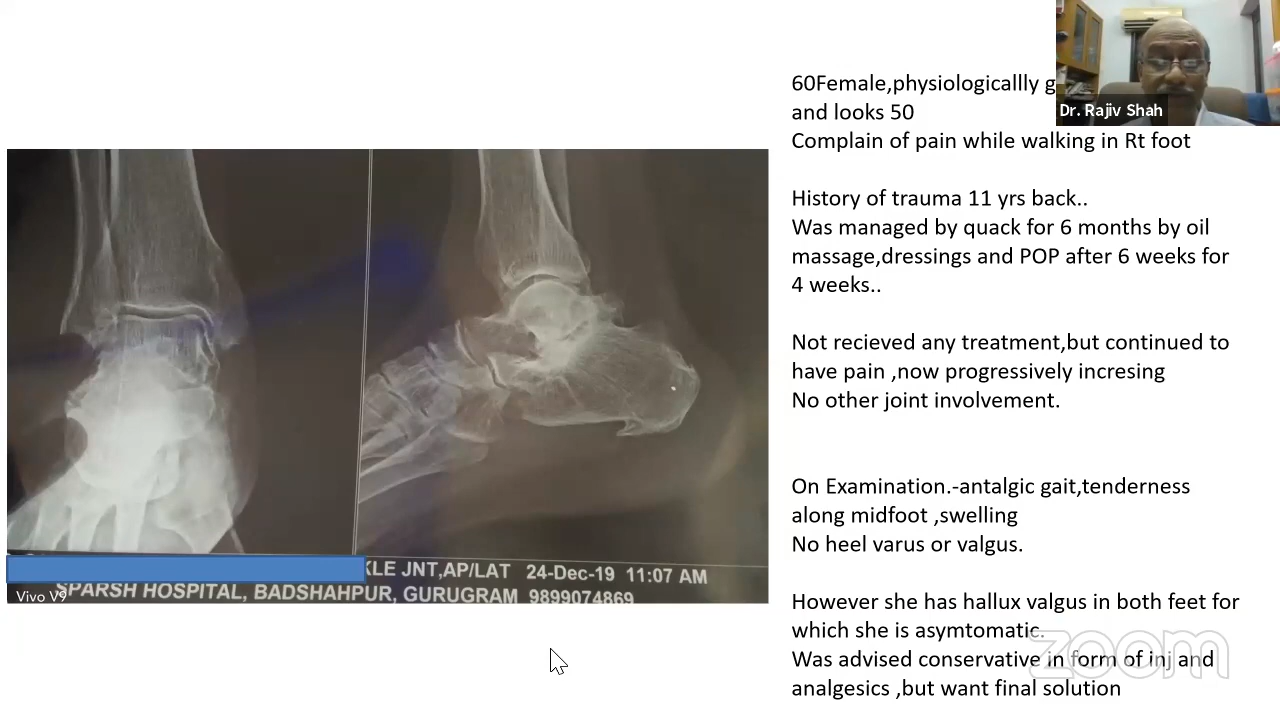 60Female,physiologicallly g
and looks 50
Complain of pain while walking in Rt foot
History of trauma 11 yrs back..
Was managed by quack for 6 months by oil
massage,dressings and POP after 6 weeks for
4 weeks..
Not recieved any treatment,but continued to
have pain ,now progressively incresing
No other joint involvement.
On Examination.-antalgic gait,tenderness
along midfoot ,swelling
No heel varus or valgus.
However she has hallux valgus in both feet for
which she is asymtomatic.
Was advised conservative in form of inj and
analgesics ,but want final solution
Dr. Rajiv Shah
KLE JNT,AP/LAT 24-Dec-19 11:07 AM
SPARSH HOSPITAL, BADSHAHPUR, GURUGRAM 9899074869
Vivo V9
zoom